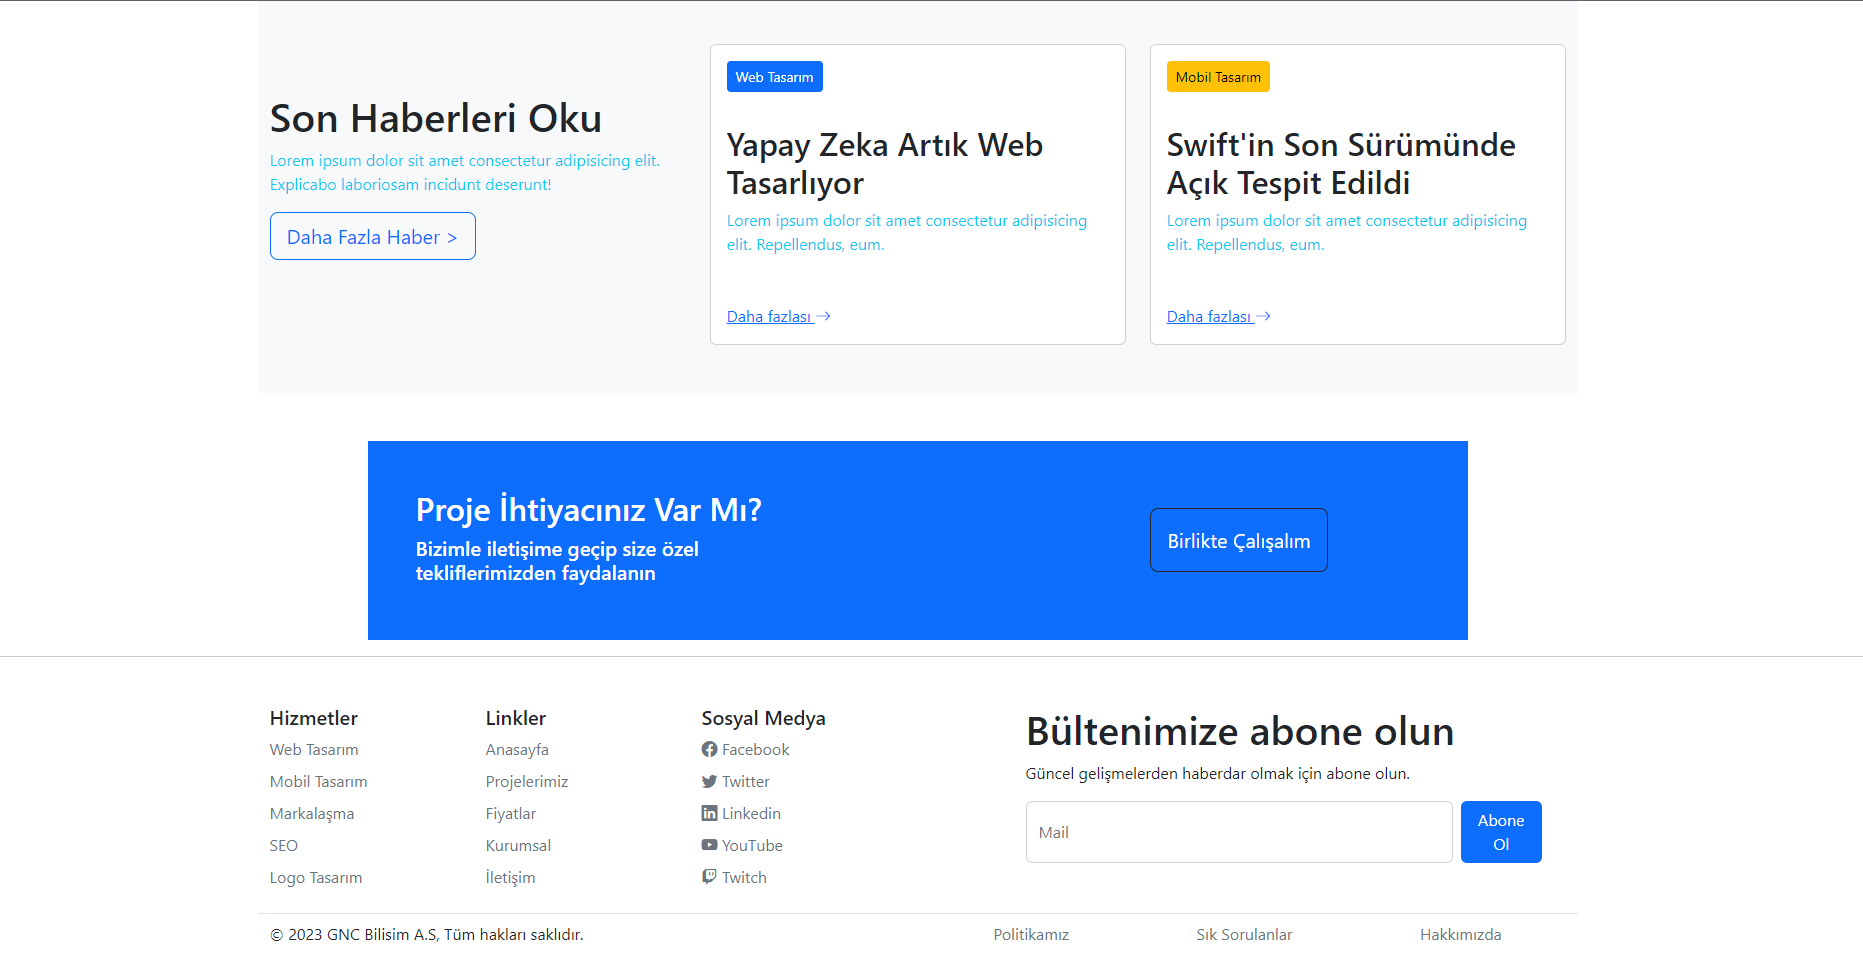 Son Haberleri Oku
Lorem ipsum dolor sit amet consectetur adipisicing elit.
Explicabo laboriosam incidunt deserunt!
Daha Fazla Haber >
Web Tasarım
Yapay Zeka Artık Web
Tasarlıyor
Lorem ipsum dolor sit amet consectetur adipisicing
elit. Repellendus, eum.
Daha fazlası →
Mobil Tasarım
Swift'in Son Sürümünde
Açık Tespit Edildi
Lorem ipsum dolor sit amet consectetur adipisicing
elit. Repellendus, eum.
Daha fazlası →
Proje İhtiyacınız Var Mı?
Bizimle iletişime geçip size özel
tekliflerimizden faydalanın
Birlikte Çalışalım
Hizmetler
Web Tasarım
Mobil Tasarım
Markalaşma
SEO
Logo Tasarım
Linkler
Anasayfa
Projelerimiz
Fiyatlar
Kurumsal
İletişim
Sosyal Medya
Facebook
Twitter
Linkedin
YouTube
Twitch
Bültenimize abone olun
Güncel gelişmelerden haberdar olmak için abone olun.
Mail
Abone
Ol
© 2023 GNC Bilisim A.S, Tüm hakları saklıdır.
Politikamız
Sık Sorulanlar
Hakkımızda